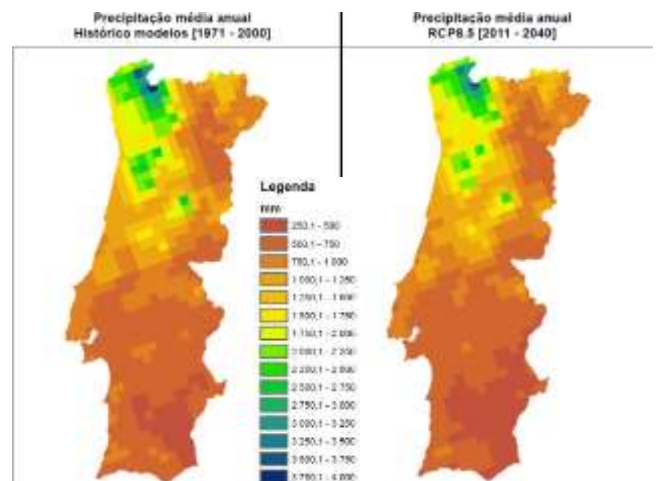 Precipitação média anual
Histórico modelos [1971 - 2000]
Precipitação média anual
RCP8.5 [2011 - 2040]
Legenda
mm
250,1 - 500
500,1 - 750
750,1 - 1 000
1 000,1 - 1 250
1 250,1 - 1 500
1 500,1 - 1 750
1 750,1 - 2 000
2 000,1 - 2 250
2 250,1 - 2 500
2 500,1 - 2 750
2 750,1 - 3 000
3 000,1 - 3 250
3 250,1 - 3 500
3 500,1 - 3 750
3 750,1 - 4 000